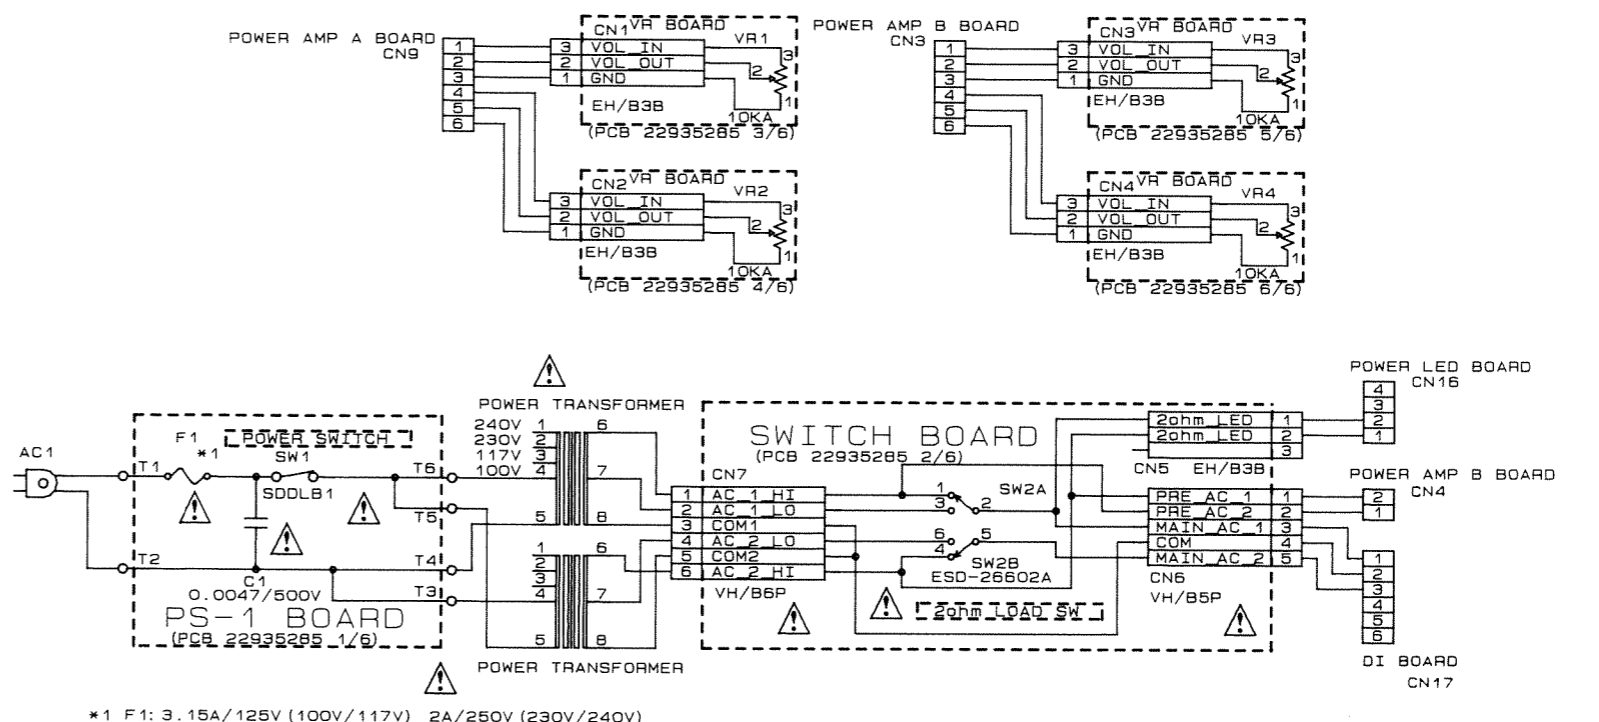 POWER AMP A BOARD
CN9
1
2
3
4
5
6
CN1 VR BOARD
VR1
3 VOL_IN
2 VOL_OUT
1 GND
3
2
1
EH/B3B
10KA
(PCB 22935285 3/6)
CN2 VR BOARD
VR2
3 VOL_IN
2 VOL_OUT
1 GND
3
2
1
EH/B3B
10KA
(PCB 22935285 4/6)
POWER AMP B BOARD
CN3
1
2
3
4
5
6
CN3 VR BOARD
VR3
3 VOL_IN
2 VOL_OUT
1 GND
3
2
1
EH/B3B
10KA
(PCB 22935285 5/6)
CN4 VR BOARD
VR4
3 VOL_IN
2 VOL_OUT
1 GND
3
2
1
EH/B3B
10KA
(PCB 22935285 6/6)
AC1
F1
*1
POWER SWITCH
SW1
SDDLB1
T1
T2
T6
T5
T4
T3
C1
0.0047/500V
PS-1 BOARD
(PCB 22935285 1/6)
!
!
!
!
!
POWER TRANSFORMER
240V 1
230V 2
117V 3
100V 4
5
6
7
8
1
2
3
4
5
6
7
8
POWER TRANSFORMER
SWITCH BOARD
(PCB 22935285 2/6)
CN7
1 AC_1_HI
2 AC_1_LO
3 COM1
4 AC_2_LO
5 COM2
6 AC_2_HI
VH/B6P
!
1
3
2
SW2A
6
4
5
SW2B
ESD-26602A
!
2ohm LOAD SW
2ohm_LED 1
2ohm_LED 2
3
CN5 EH/B3B
PRE_AC_1 1
PRE_AC_2 2
MAIN_AC_1 3
COM 4
MAIN_AC_2 5
CN6
VH/B5P
!
POWER LED BOARD
CN16
4
3
2
1
POWER AMP B BOARD
CN4
2
1
1
2
3
4
5
6
DI BOARD
CN17
*1 F1: 3.15A/125V (100V/117V) 2A/250V (230V/240V)